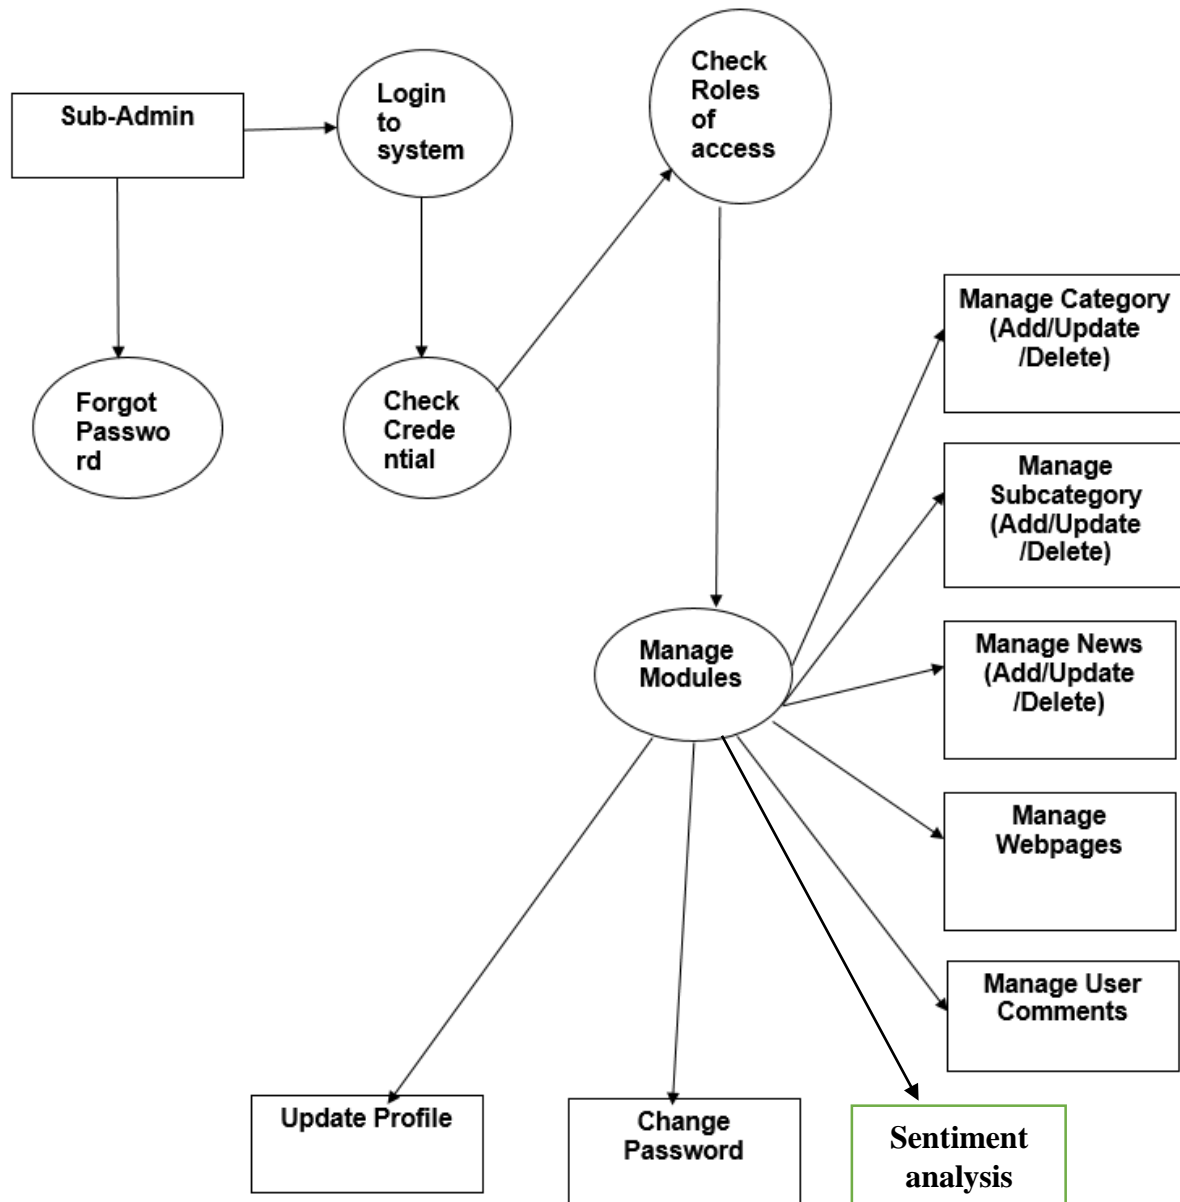 Sub-Admin
Login
to
system
Check
Roles
of
access
Forgot
Passwo
rd
Check
Crede
ntial
Manage Category
(Add/Update
/Delete)
Manage
Subcategory
(Add/Update
/Delete)
Manage News
(Add/Update
/Delete)
Manage
Modules
Manage
Webpages
Manage User
Comments
Update Profile
Change
Password
Sentiment
analysis